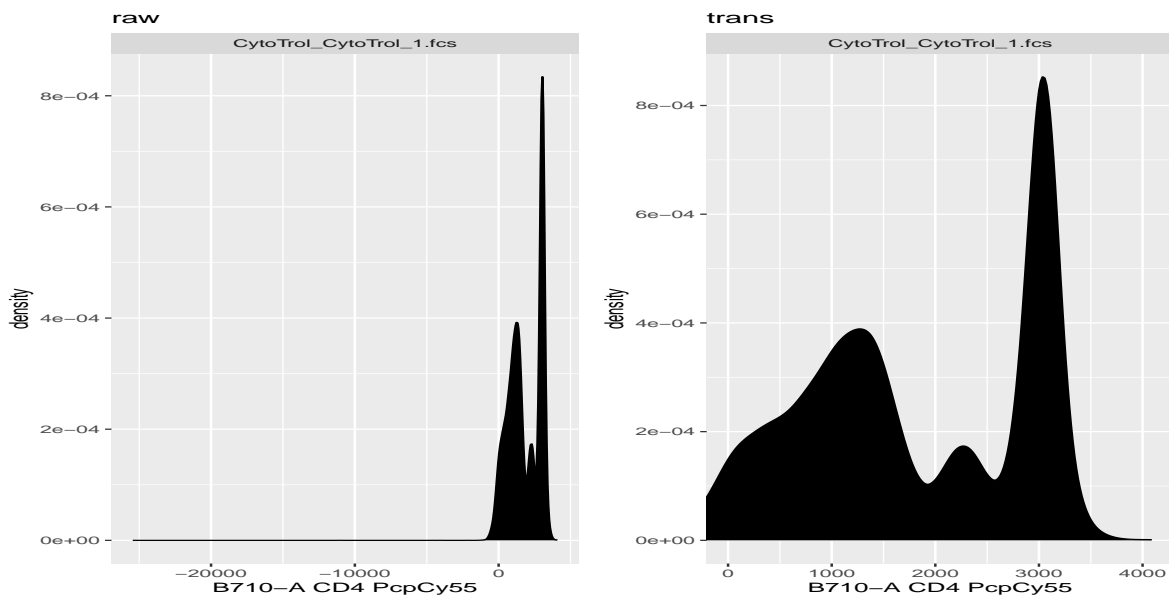 raw
CytoTrol_CytoTrol_1.fcs
8e−04
6e−04
4e−04
2e−04
0e+00
density
−20000 −10000 0
B710−A CD4 PcpCy55
trans
CytoTrol_CytoTrol_1.fcs
8e−04
6e−04
4e−04
2e−04
0e+00
density
0 1000 2000 3000 4000
B710−A CD4 PcpCy55